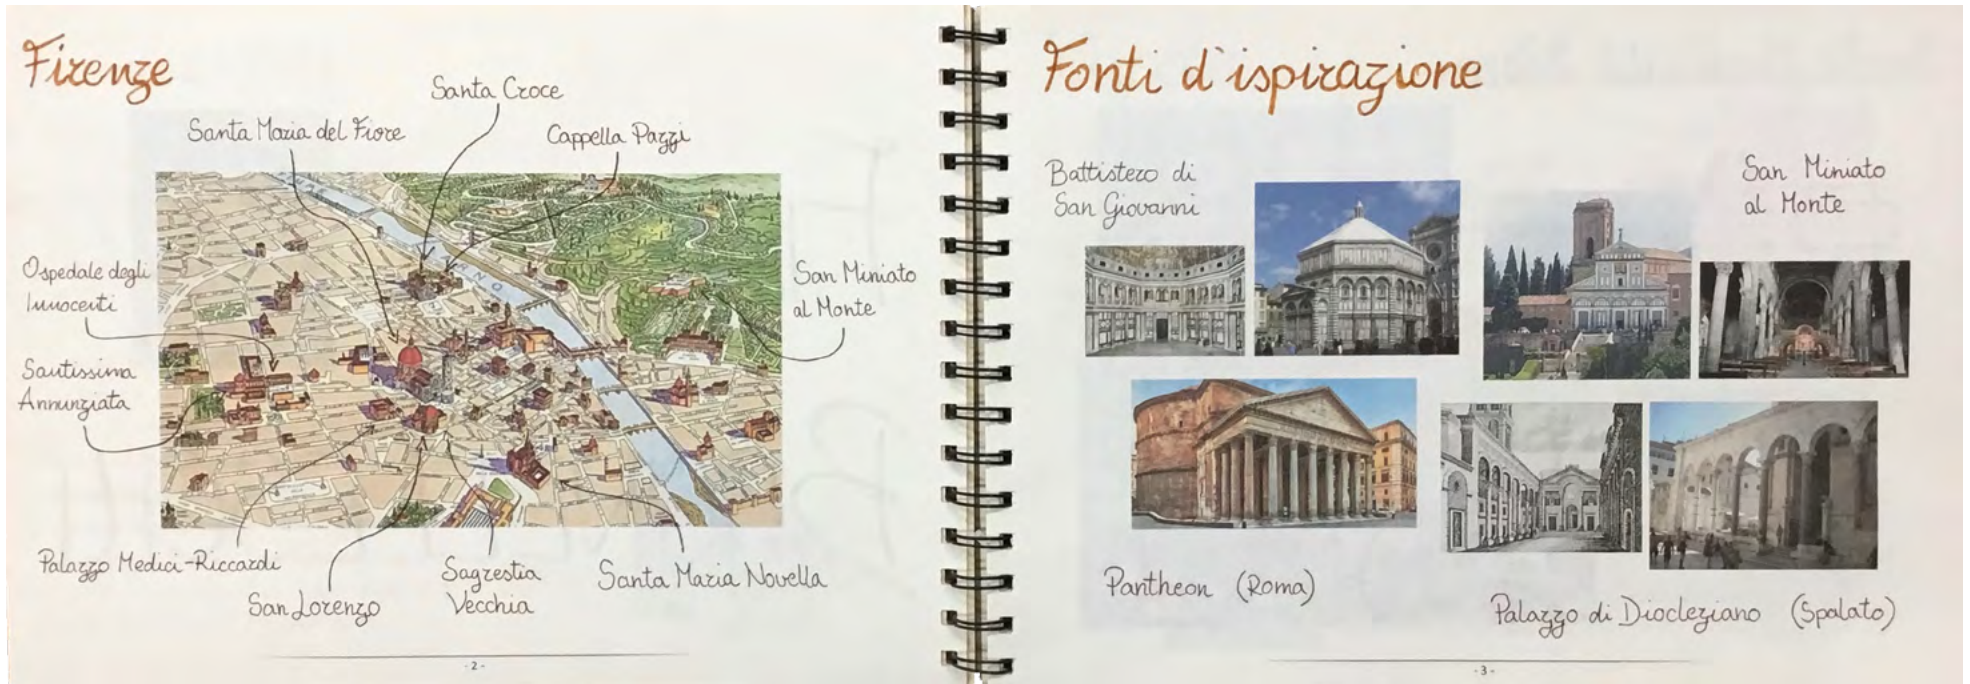 Firenze
Santa Croce
Santa Maria del Fiore
Cappella Pazzi
ARNO
Ospedale degli
Innocenti
San Miniato
al Monte
Santissima
Annunziata
Palazzo Medici-Riccardi
San Lorenzo
Sagrestia
Vecchia
Santa Maria Novella
- 2 -
Fonti d'ispirazione
Battistero di
San Giovanni
San Miniato
al Monte
Pantheon (Roma)
Palazzo di Diocleziano (Spalato)
- 3 -